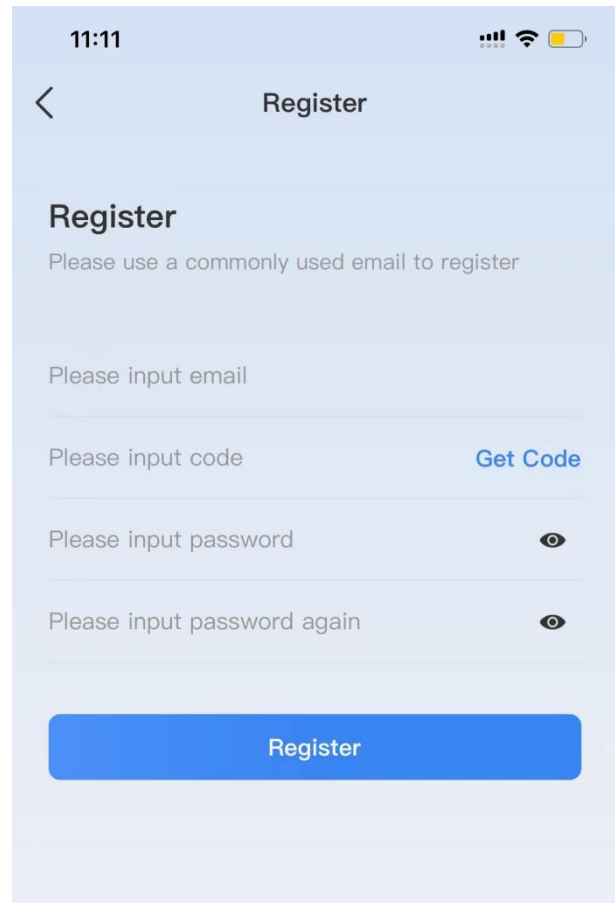 11:11
Register
Register
Please use a commonly used email to register
Please input email
Please input code Get Code
Please input password
Please input password again
Register